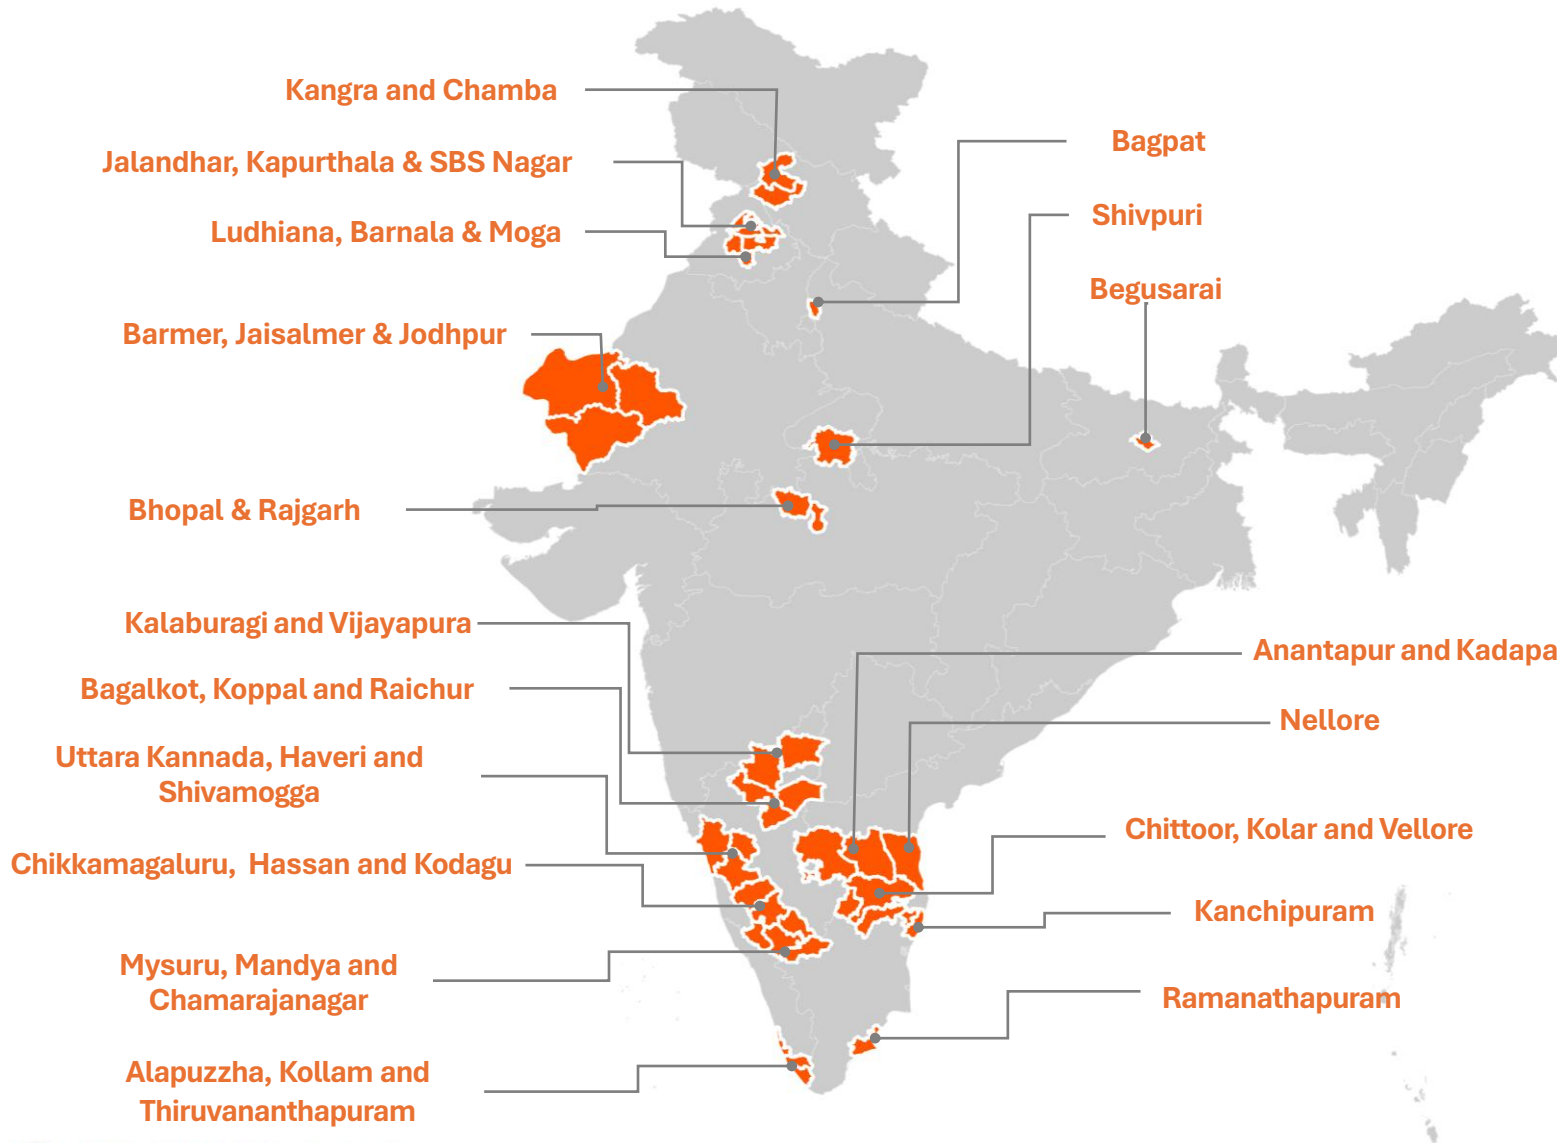 Kangra and Chamba
Jalandhar, Kapurthala & SBS Nagar
Ludhiana, Barnala & Moga
Barmer, Jaisalmer & Jodhpur
Bhopal & Rajgarh
Kalaburagi and Vijayapura
Bagalkot, Koppal and Raichur
Uttara Kannada, Haveri and
Shivamogga
Chikkamagaluru, Hassan and Kodagu
Mysuru, Mandya and
Chamarajanagar
Alapuzzha, Kollam and
Thiruvananthapuram
Bagpat
Shivpuri
Begusarai
Anantapur and Kadapa
Nellore
Chittoor, Kolar and Vellore
Kanchipuram
Ramanathapuram